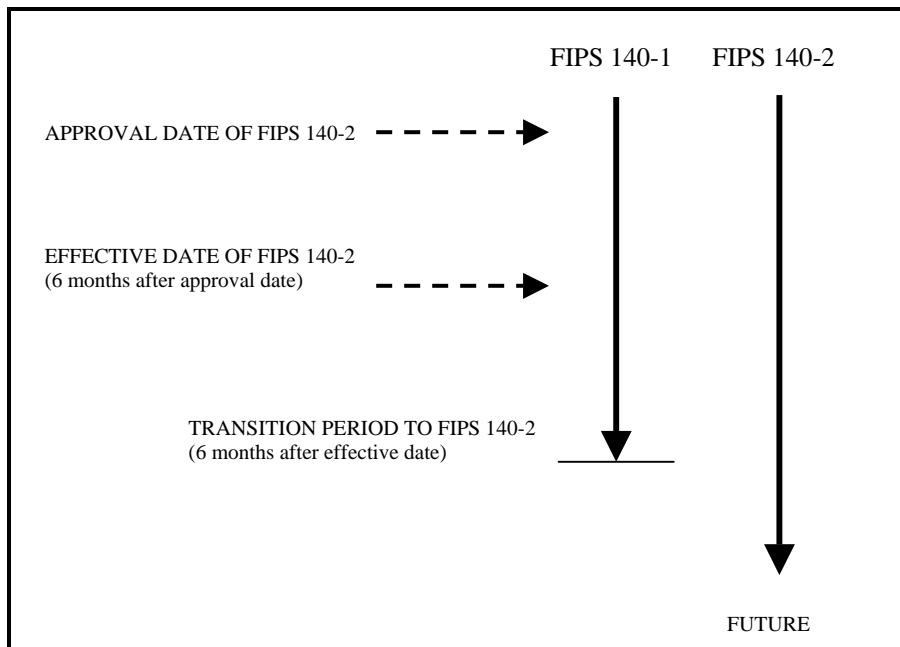 FIPS 140-1 FIPS 140-2
APPROVAL DATE OF FIPS 140-2
EFFECTIVE DATE OF FIPS 140-2
(6 months after approval date)
TRANSITION PERIOD TO FIPS 140-2
(6 months after effective date)
FUTURE